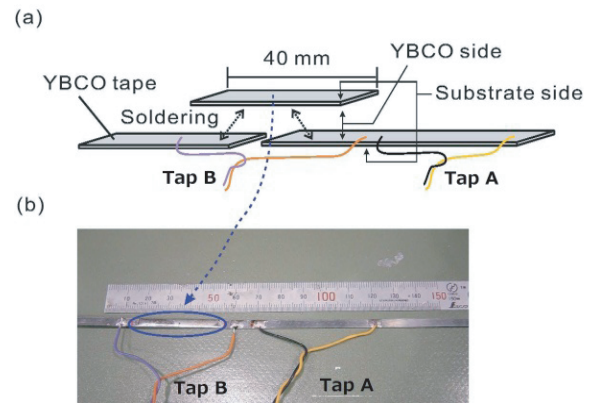 (a)
40 mm
YBCO side
YBCO tape
Substrate side
Soldering
Tap B
Tap A
(b)
50
100
150
Tap B
Tap A